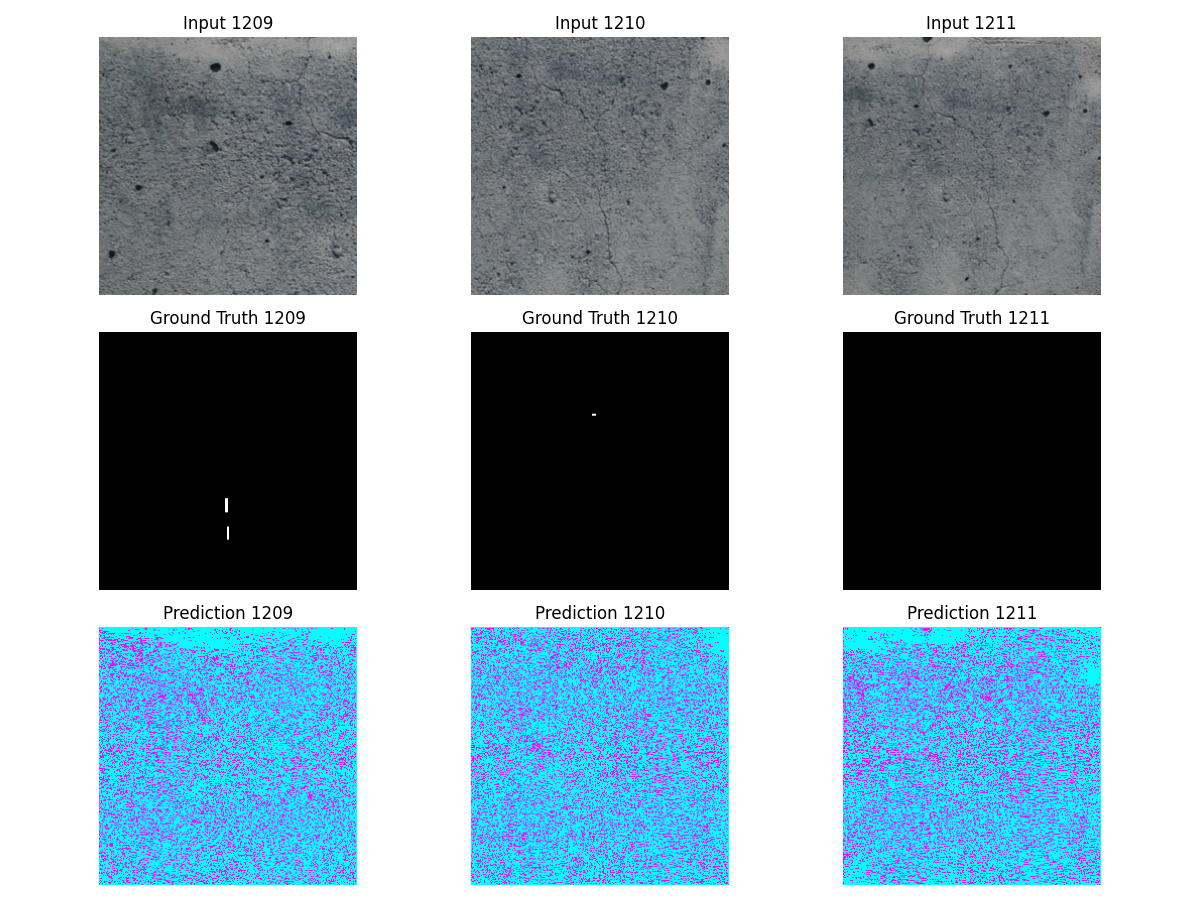 Input 1209
Input 1210
Input 1211
Ground Truth 1209
Ground Truth 1210
Ground Truth 1211
Prediction 1209
Prediction 1210
Prediction 1211